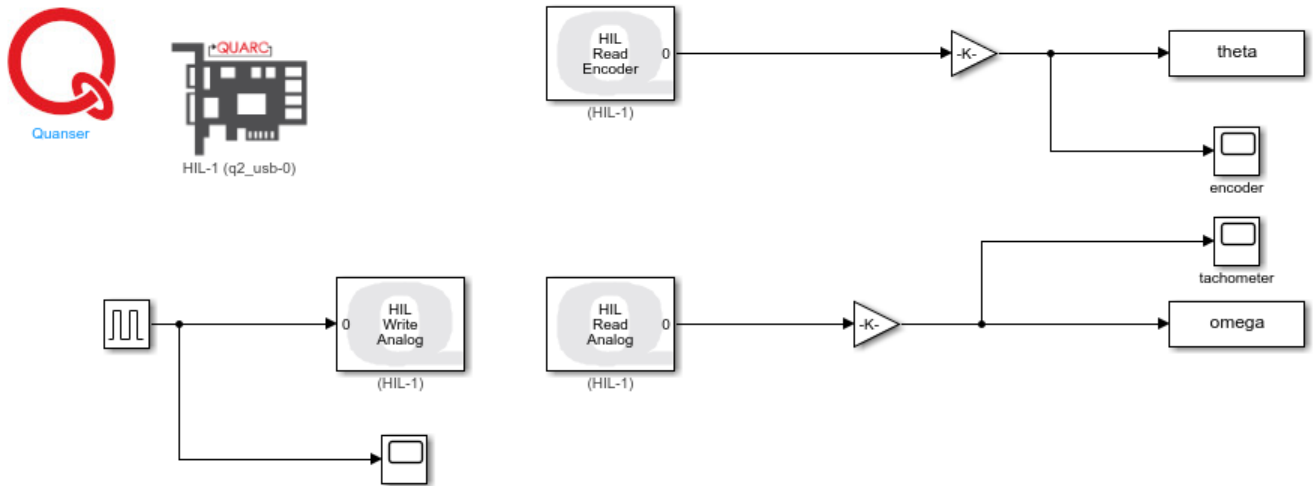 Quanser
QUARC
HIL-1 (q2_usb-0)
HIL
Read
Encoder
0
(HIL-1)
-K-
theta
encoder
tachometer
0
HIL
Write
Analog
(HIL-1)
HIL
Read
Analog
0
(HIL-1)
-K-
omega